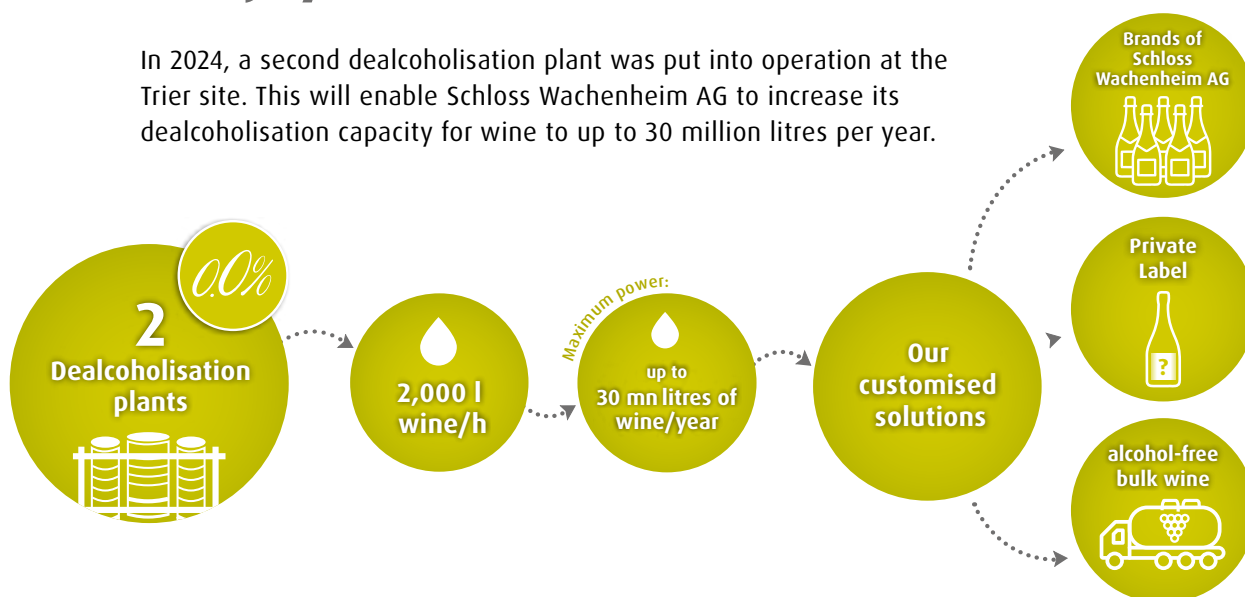 In 2024, a second dealcoholisation plant was put into operation at the
Trier site. This will enable Schloss Wachenheim AG to increase its
dealcoholisation capacity for wine to up to 30 million litres per year.
0.0%
2
Dealcoholisation
plants
2,000 l
wine/h
Maximum power:
up to
30 mn litres of
wine/year
Our
customised
solutions
Brands of
Schloss
Wachenheim AG
Private
Label
?
alcohol-free
bulk wine